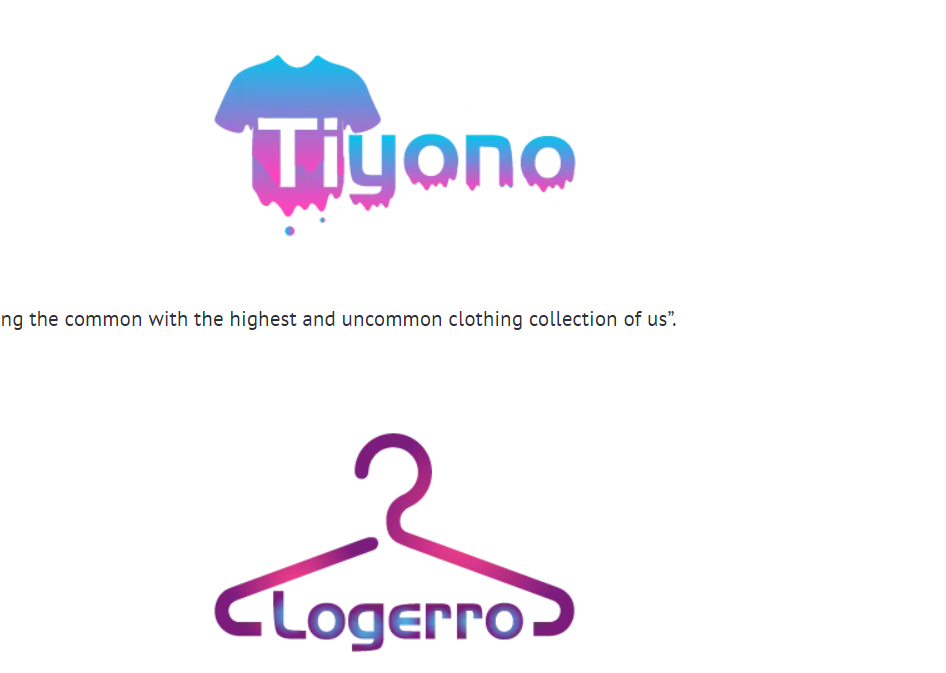 Tiyono
ng the common with the highest and uncommon clothing collection of us”.
Logerro